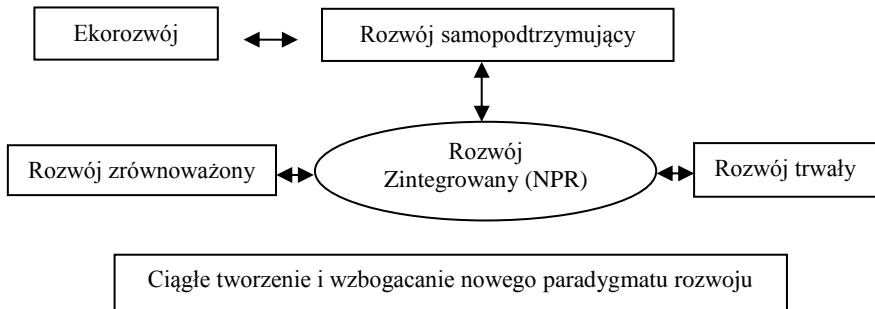 Ekorozwój
Rozwój samopodtrzymujący
Rozwój zrównoważony
Rozwój
Zintegrowany (NPR)
Rozwój trwały
Ciągłe tworzenie i wzbogacanie nowego paradygmatu rozwoju